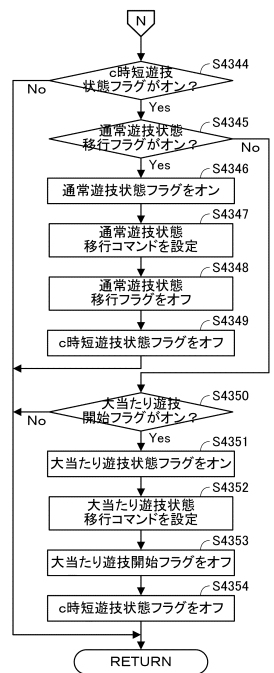 N
S4344
c時短遊技
状態フラグがオン？
No
Yes
S4345
通常遊技状態
移行フラグがオン？
No
Yes
S4346
通常遊技状態フラグをオン
S4347
通常遊技状態
移行コマンドを設定
S4348
通常遊技状態
移行フラグをオフ
S4349
c時短遊技状態フラグをオフ
S4350
大当たり遊技
開始フラグがオン？
No
Yes
S4351
大当たり遊技状態フラグをオン
S4352
大当たり遊技状態
移行コマンドを設定
S4353
大当たり遊技開始フラグをオフ
S4354
c時短遊技状態フラグをオフ
RETURN